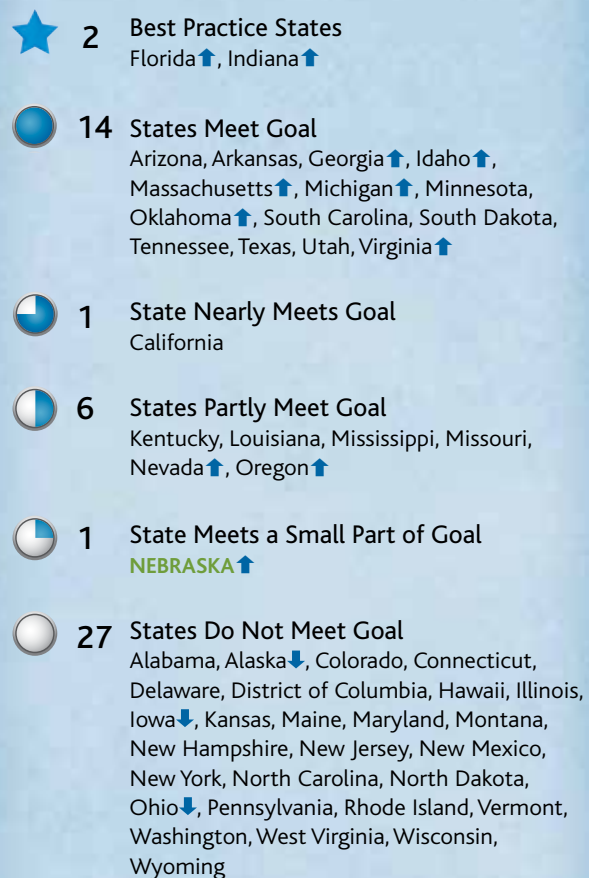 2 Best Practice States
Florida⬆, Indiana⬆
14 States Meet Goal
Arizona, Arkansas, Georgia⬆, Idaho⬆,
Massachusetts⬆, Michigan⬆, Minnesota,
Oklahoma⬆, South Carolina, South Dakota,
Tennessee, Texas, Utah, Virginia⬆
1 State Nearly Meets Goal
California
6 States Partly Meet Goal
Kentucky, Louisiana, Mississippi, Missouri,
Nevada⬆, Oregon⬆
1 State Meets a Small Part of Goal
NEBRASKA⬆
27 States Do Not Meet Goal
Alabama, Alaska⬇, Colorado, Connecticut,
Delaware, District of Columbia, Hawaii, Illinois,
Iowa⬇, Kansas, Maine, Maryland, Montana,
New Hampshire, New Jersey, New Mexico,
New York, North Carolina, North Dakota,
Ohio⬇, Pennsylvania, Rhode Island, Vermont,
Washington, West Virginia, Wisconsin,
Wyoming